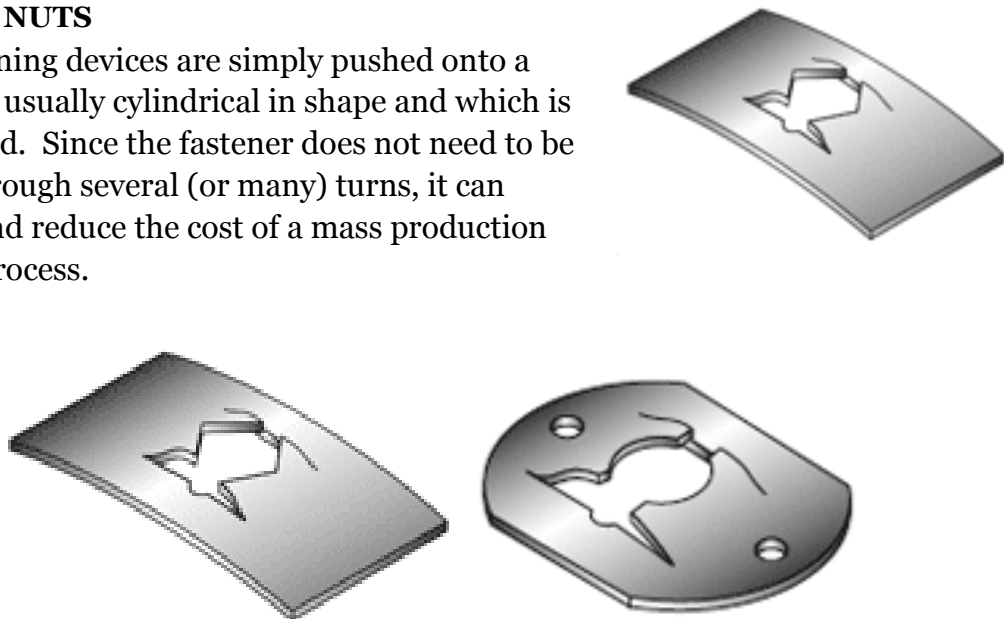 NUTS
ning devices are simply pushed onto a
usually cylindrical in shape and which is
d. Since the fastener does not need to be
rough several (or many) turns, it can
nd reduce the cost of a mass production
rocess.